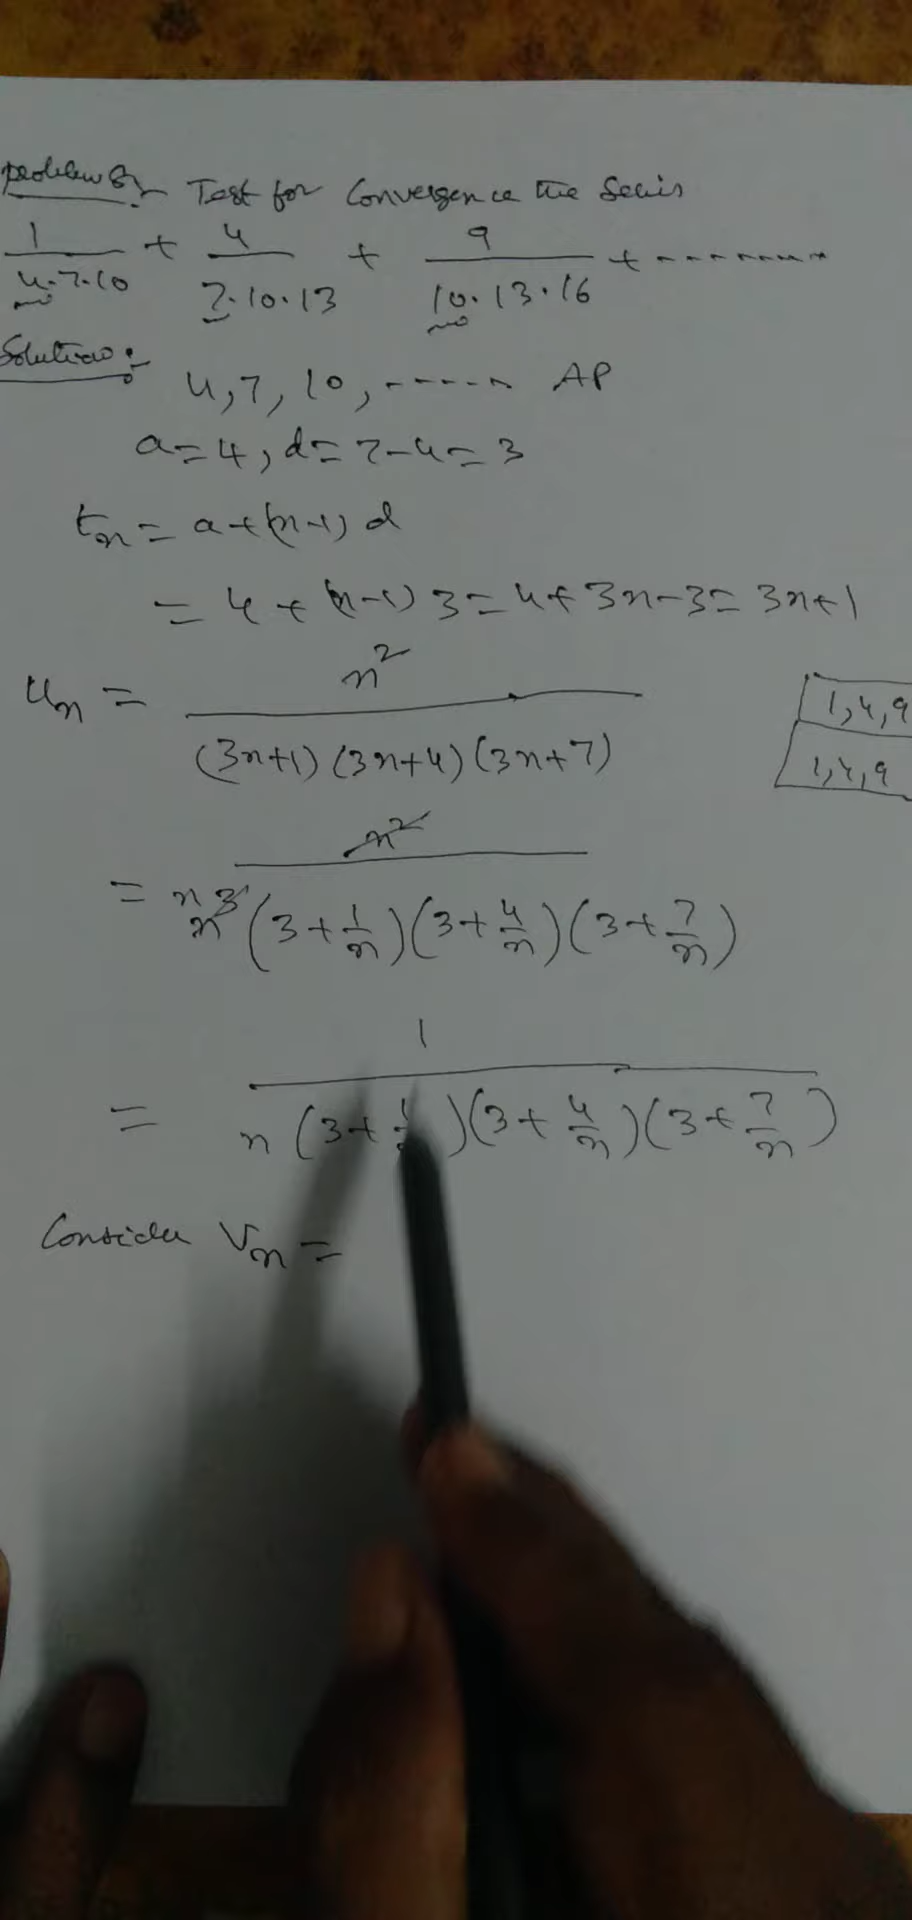 Problem 8:- Test for Convergence the Series
1/(4.7.10) + 4/(7.10.13) + 9/(10.13.16) + --------
Solution:-
4, 7, 10, ------ AP
a = 4, d = 7-4 = 3
tn = a+(n-1) d
= 4 + (n-1) 3 = 4+3n-3 = 3n+1
un = n²/((3n+1) (3n+4) (3n+7))
1,4,9
1,4,9
= n²/(n³ (3+1/n)(3+4/n)(3+7/n))
n
= 1/(n (3+1/n)(3+4/n)(3+7/n))
Consider Vn =